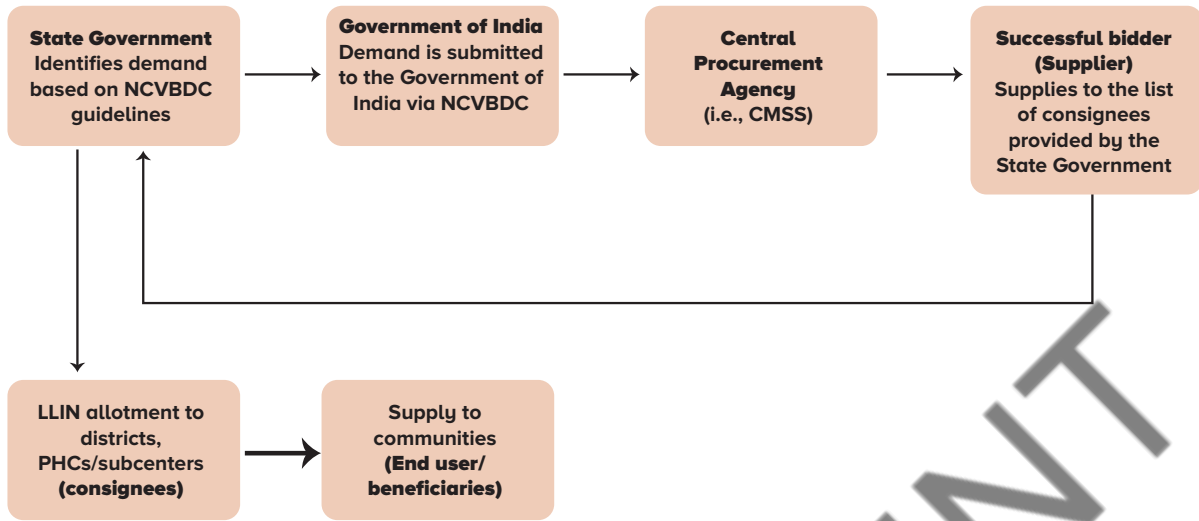 State Government
Identifies demand
based on NCVBDC
guidelines
Government of India
Demand is submitted
to the Government of
India via NCVBDC
Central
Procurement
Agency
(i.e., CMSS)
Successful bidder
(Supplier)
Supplies to the list
of consignees
provided by the
State Government
LLIN allotment to
districts,
PHCs/subcenters
(consignees)
Supply to
communities
(End user/
beneficiaries)
NT